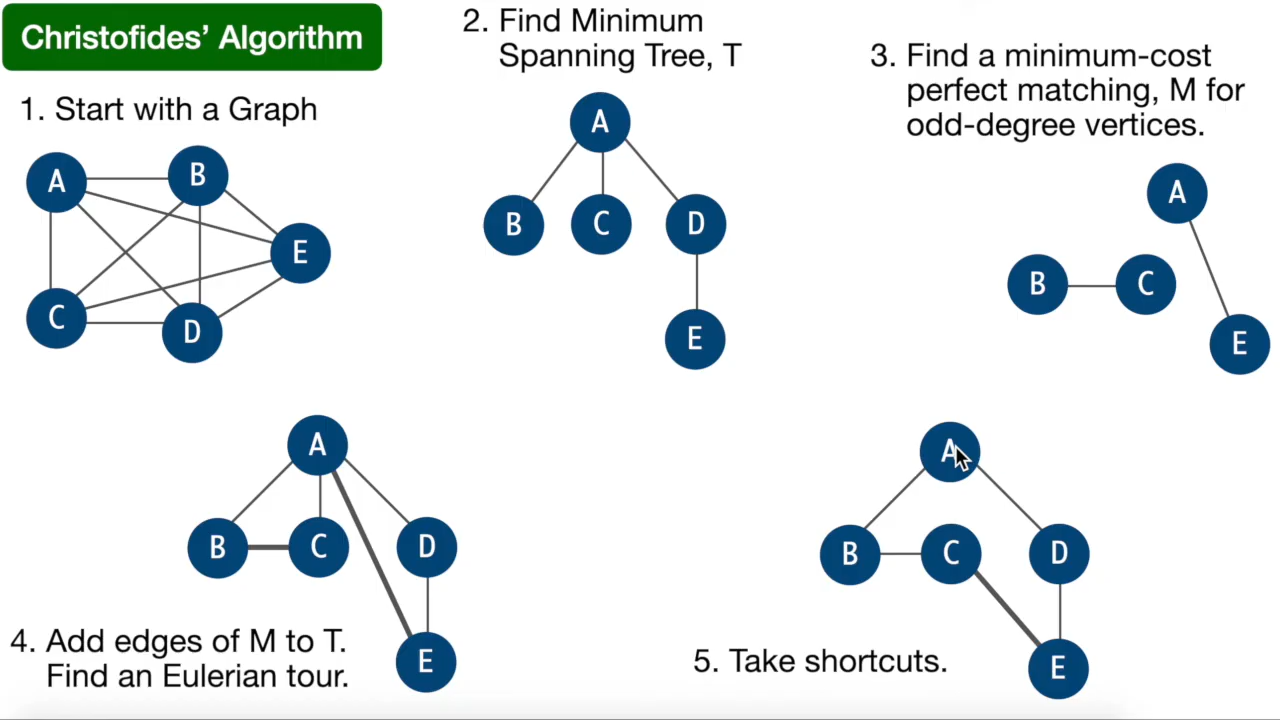 Christofides' Algorithm
1. Start with a Graph
A
B
E
C
D
2. Find Minimum
Spanning Tree, T
A
B
C
D
E
3. Find a minimum-cost
perfect matching, M for
odd-degree vertices.
A
B
C
E
A
B
C
D
E
4. Add edges of M to T.
Find an Eulerian tour.
A
B
C
D
E
5. Take shortcuts.